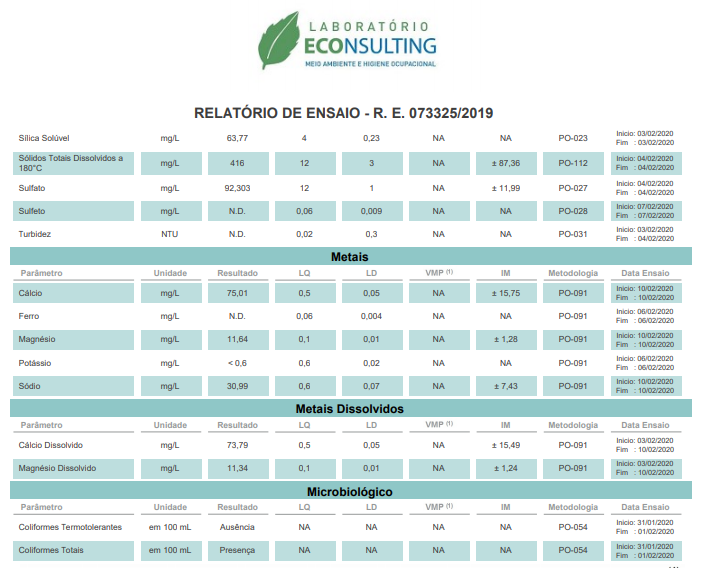 LABORATÓRIO
ECONSULTING
MEIO AMBIENTE E HIGIENE OCUPACIONAL
RELATÓRIO DE ENSAIO - R. E. 073325/2019
Sílica Solúvel mg/L 63,77 4 0,23 NA NA PO-023 Inicio: 03/02/2020
Fim : 03/02/2020
Sólidos Totais Dissolvidos a 180°C mg/L 416 12 3 NA ± 87,36 PO-112 Inicio: 04/02/2020
Fim : 04/02/2020
Sulfato mg/L 92,303 12 1 NA ± 11,99 PO-027 Inicio: 04/02/2020
Fim : 04/02/2020
Sulfeto mg/L N.D. 0,06 0,009 NA NA PO-028 Inicio: 07/02/2020
Fim : 07/02/2020
Turbidez NTU N.D. 0,02 0,3 NA NA PO-031 Inicio: 03/02/2020
Fim : 04/02/2020
Metais
Parâmetro Unidade Resultado LQ LD VMP (1) IM Metodologia Data Ensaio
Cálcio mg/L 75,01 0,5 0,05 NA ± 15,75 PO-091 Inicio: 10/02/2020
Fim : 10/02/2020
Ferro mg/L N.D. 0,06 0,004 NA NA PO-091 Inicio: 06/02/2020
Fim : 06/02/2020
Magnésio mg/L 11,64 0,1 0,01 NA ± 1,28 PO-091 Inicio: 10/02/2020
Fim : 10/02/2020
Potássio mg/L < 0,6 0,6 0,02 NA NA PO-091 Inicio: 06/02/2020
Fim : 06/02/2020
Sódio mg/L 30,99 0,6 0,07 NA ± 7,43 PO-091 Inicio: 10/02/2020
Fim : 10/02/2020
Metais Dissolvidos
Parâmetro Unidade Resultado LQ LD VMP (1) IM Metodologia Data Ensaio
Cálcio Dissolvido mg/L 73,79 0,5 0,05 NA ± 15,49 PO-091 Inicio: 03/02/2020
Fim : 10/02/2020
Magnésio Dissolvido mg/L 11,34 0,1 0,01 NA ± 1,24 PO-091 Inicio: 03/02/2020
Fim : 10/02/2020
Microbiológico
Parâmetro Unidade Resultado LQ LD VMP (1) IM Metodologia Data Ensaio
Coliformes Termotolerantes em 100 mL Ausência NA NA NA NA PO-054 Inicio: 31/01/2020
Fim : 01/02/2020
Coliformes Totais em 100 mL Presença NA NA NA NA PO-054 Inicio: 31/01/2020
Fim : 01/02/2020